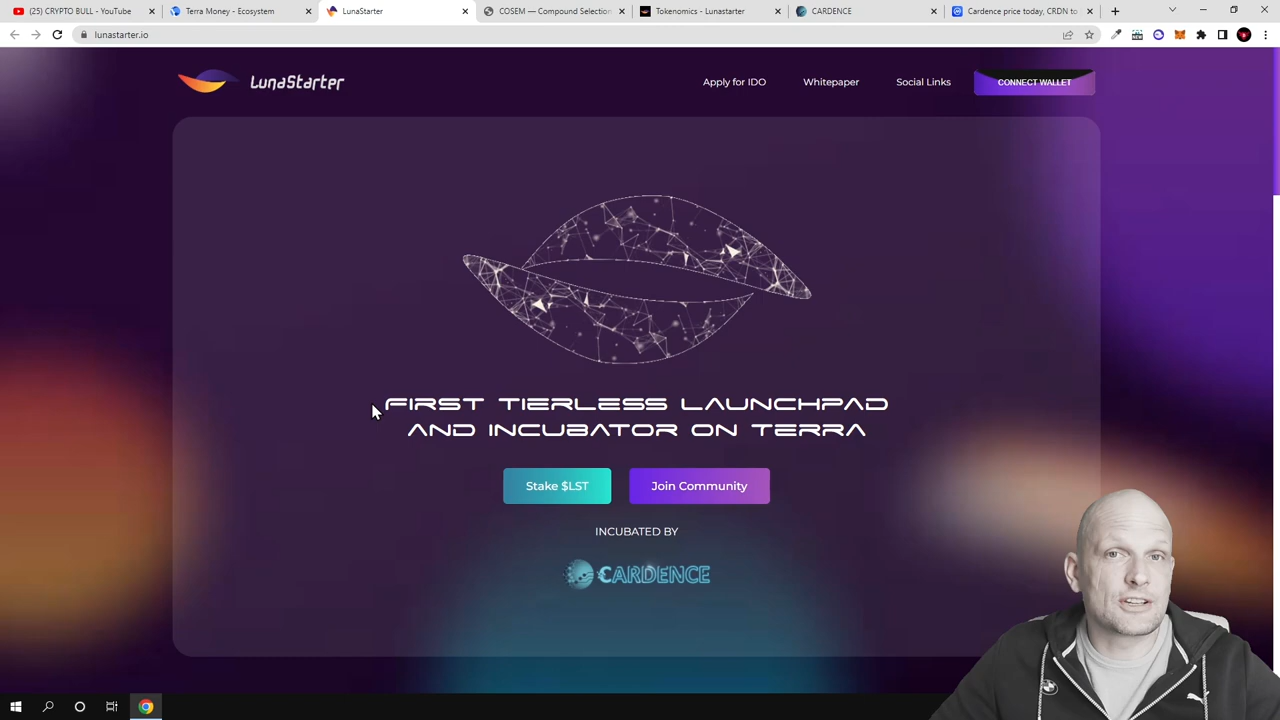 (25) CRYPTO BULL - YouTube
Terra Money - Ecosystem
LunaStarter
COSEM — Compound Selection
Tokenomics - Lunastarter
CARDENCE
Cardence price today, CRDN to
lunastarter.io
LunaStarter
Apply for IDO
Whitepaper
Social Links
CONNECT WALLET
FIRST TIERLESS LAUNCHPAD
AND INCUBATOR ON TERRA
Stake $LST
Join Community
INCUBATED BY
CARDENCE